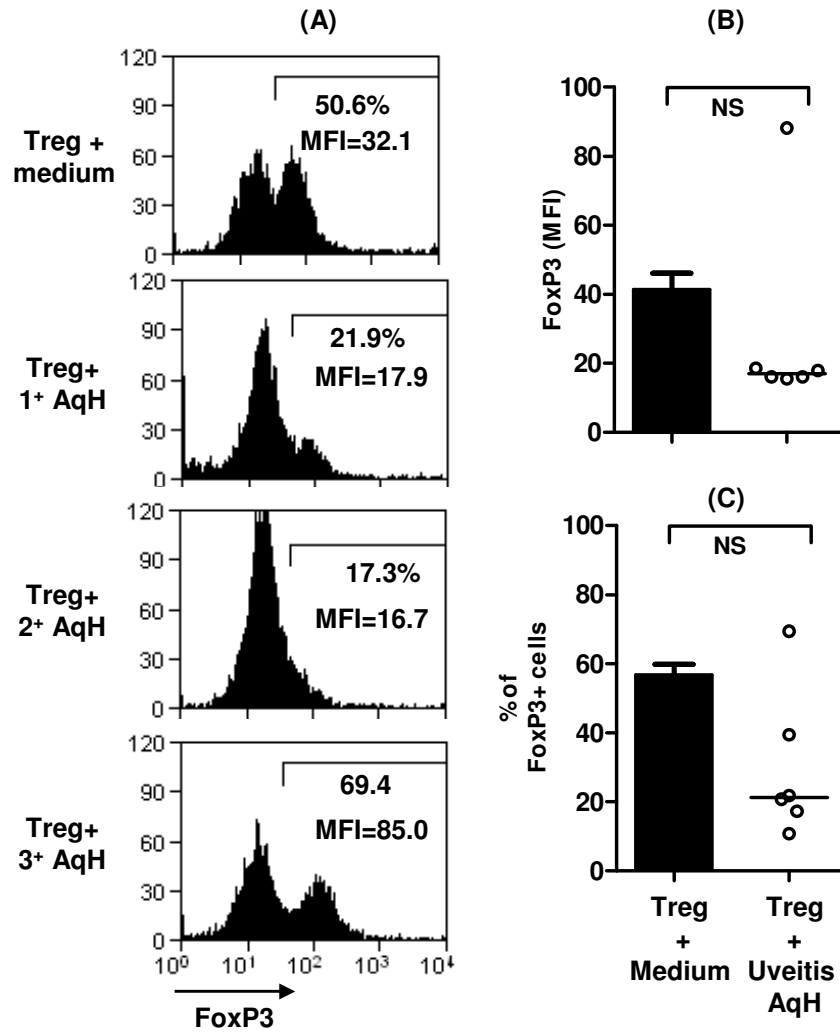 (A)
120
90
60
30
0
Treg +
medium
50.6%
MFI=32.1
120
90
60
30
0
Treg+
1⁺ AqH
21.9%
MFI=17.9
120
90
60
30
0
Treg+
2⁺ AqH
17.3%
MFI=16.7
120
90
60
30
0
Treg+
3⁺ AqH
69.4
MFI=85.0
10⁰ 10¹ 10² 10³ 10⁴
FoxP3
(B)
100
80
60
40
20
0
FoxP3 (MFI)
NS
(C)
100
80
60
40
20
0
%of
FoxP3+ cells
NS
Treg
+
Medium
Treg
+
Uveitis
AqH